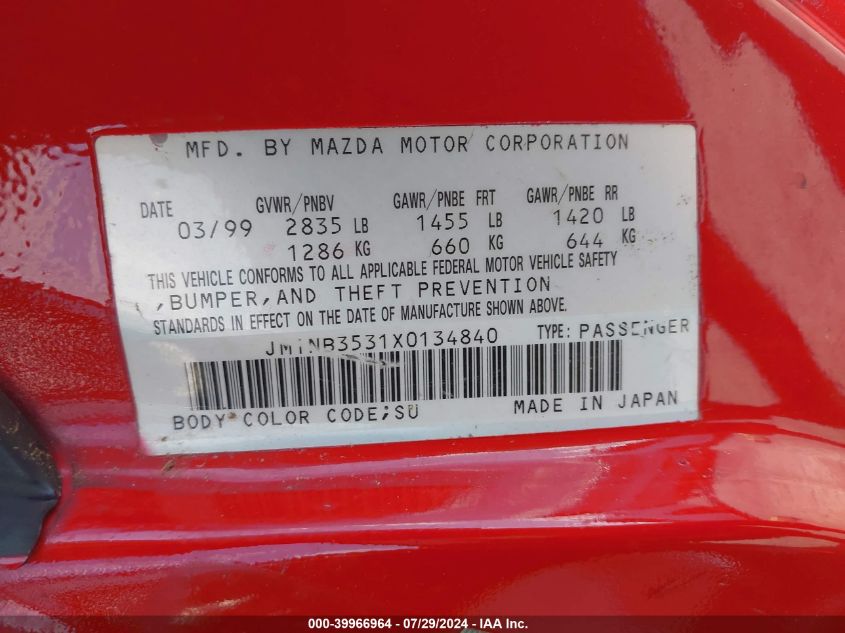 MFD. BY MAZDA MOTOR CORPORATION
DATE GVWR/PNBV GAWR/PNBE FRT GAWR/PNBE RR
03/99 2835 LB 1455 LB 1420 LB
1286 KG 660 KG 644 KG
THIS VEHICLE CONFORMS TO ALL APPLICABLE FEDERAL MOTOR VEHICLE SAFETY
,BUMPER,AND THEFT PREVENTION
STANDARDS IN EFFECT ON THE DATE OF MANUFACTURE SHOWN ABOVE.
JM1NB3531X0134840 TYPE: PASSENGER
BODY COLOR CODE;SU MADE IN JAPAN
000-39966964 - 07/29/2024 - IAA Inc.